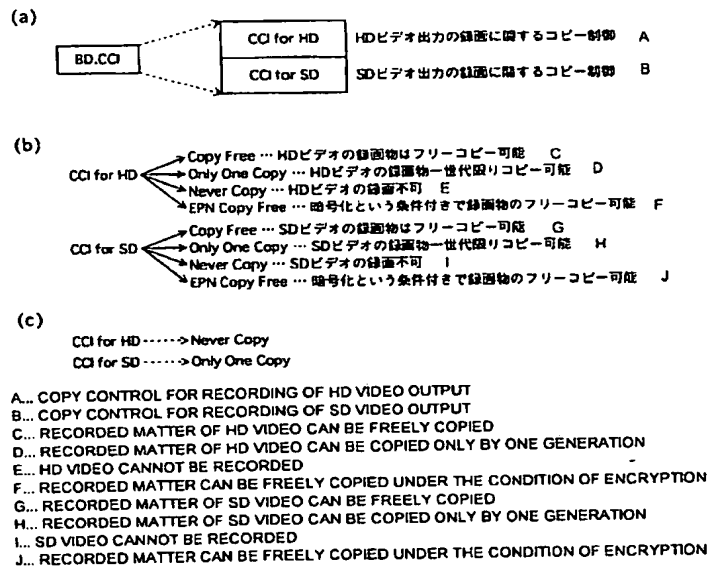 (a)
BD.CCI
CCI for HD HDビデオ出力の録画に関するコピー制御 A
CCI for SD SDビデオ出力の録画に関するコピー制御 B
(b)
CCI for HD
Copy Free … HDビデオの録画物はフリーコピー可能 C
Only One Copy … HDビデオの録画物一世代限りコピー可能 D
Never Copy … HDビデオの録画不可 E
EPN Copy Free … 暗号化という条件付きで録画物のフリーコピー可能 F
CCI for SD
Copy Free … SDビデオの録画物はフリーコピー可能 G
Only One Copy … SDビデオの録画物一世代限りコピー可能 H
Never Copy … SDビデオの録画不可 I
EPN Copy Free … 暗号化という条件付きで録画物のフリーコピー可能 J
(c)
CCI for HD ······> Never Copy
CCI for SD ······> Only One Copy
A... COPY CONTROL FOR RECORDING OF HD VIDEO OUTPUT
B... COPY CONTROL FOR RECORDING OF SD VIDEO OUTPUT
C... RECORDED MATTER OF HD VIDEO CAN BE FREELY COPIED
D... RECORDED MATTER OF HD VIDEO CAN BE COPIED ONLY BY ONE GENERATION
E... HD VIDEO CANNOT BE RECORDED
F... RECORDED MATTER CAN BE FREELY COPIED UNDER THE CONDITION OF ENCRYPTION
G... RECORDED MATTER OF SD VIDEO CAN BE FREELY COPIED
H... RECORDED MATTER OF SD VIDEO CAN BE COPIED ONLY BY ONE GENERATION
I... SD VIDEO CANNOT BE RECORDED
J... RECORDED MATTER CAN BE FREELY COPIED UNDER THE CONDITION OF ENCRYPTION